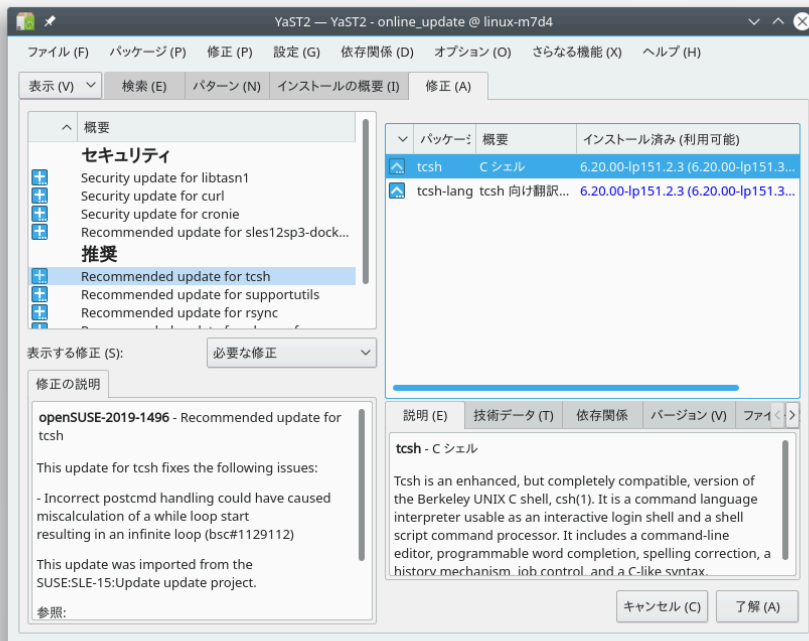 YaST2 — YaST2 - online_update @ linux-m7d4
ファイル (F) パッケージ (P) 修正 (P) 設定 (G) 依存関係 (D) オプション (O) さらなる機能 (X) ヘルプ (H)
表示 (V) 検索 (E) パターン (N) インストールの概要 (I) 修正 (A)
概要
セキュリティ
Security update for libtasn1
Security update for curl
Security update for cronie
Recommended update for sles12sp3-dock...
推奨
Recommended update for tcsh
Recommended update for supportutils
Recommended update for rsync
表示する修正 (S): 必要な修正
修正の説明
openSUSE-2019-1496 - Recommended update for
tcsh
This update for tcsh fixes the following issues:
- Incorrect postcmd handling could have caused
miscalculation of a while loop start
resulting in an infinite loop (bsc#1129112)
This update was imported from the
SUSE:SLE-15:Update update project.
参照:
パッケージ 概要 インストール済み (利用可能)
tcsh C シェル 6.20.00-lp151.2.3 (6.20.00-lp151.3...
tcsh-lang tcsh 向け翻訳... 6.20.00-lp151.2.3 (6.20.00-lp151.3...
説明 (E) 技術データ (T) 依存関係 バージョン (V) ファイ
tcsh - C シェル
Tcsh is an enhanced, but completely compatible, version of
the Berkeley UNIX C shell, csh(1). It is a command language
interpreter usable as an interactive login shell and a shell
script command processor. It includes a command-line
editor, programmable word completion, spelling correction, a
history mechanism, job control, and a C-like syntax.
キャンセル (C) 了解 (A)